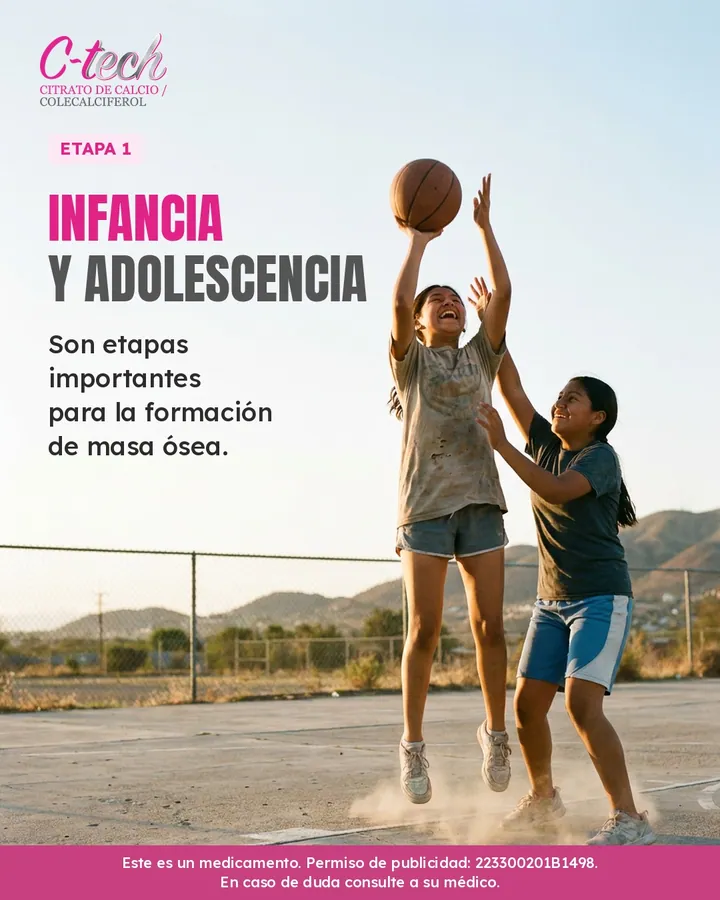 C-tech
CITRATO DE CALCIO /
COLECALCIFEROL
ETAPA 1
INFANCIA
Y ADOLESCENCIA
Son etapas
importantes
para la formación
de masa ósea.
Este es un medicamento. Permiso de publicidad: 223300201B1498.
En caso de duda consulte a su médico.